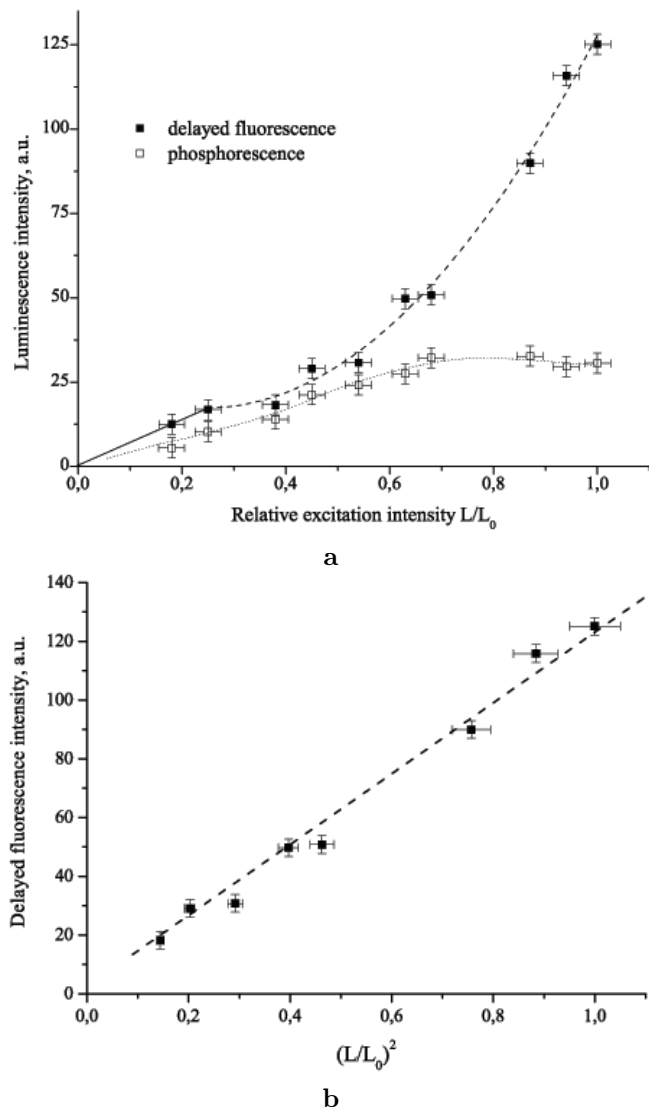 125
100
75
50
25
0
Luminescence intensity, a.u.
delayed fluorescence
phosphorescence
0,0 0,2 0,4 0,6 0,8 1,0
Relative excitation intensity L/L₀
a
140
120
100
80
60
40
20
0
Delayed fluorescence intensity, a.u.
0,0 0,2 0,4 0,6 0,8 1,0
(L/L₀)²
b